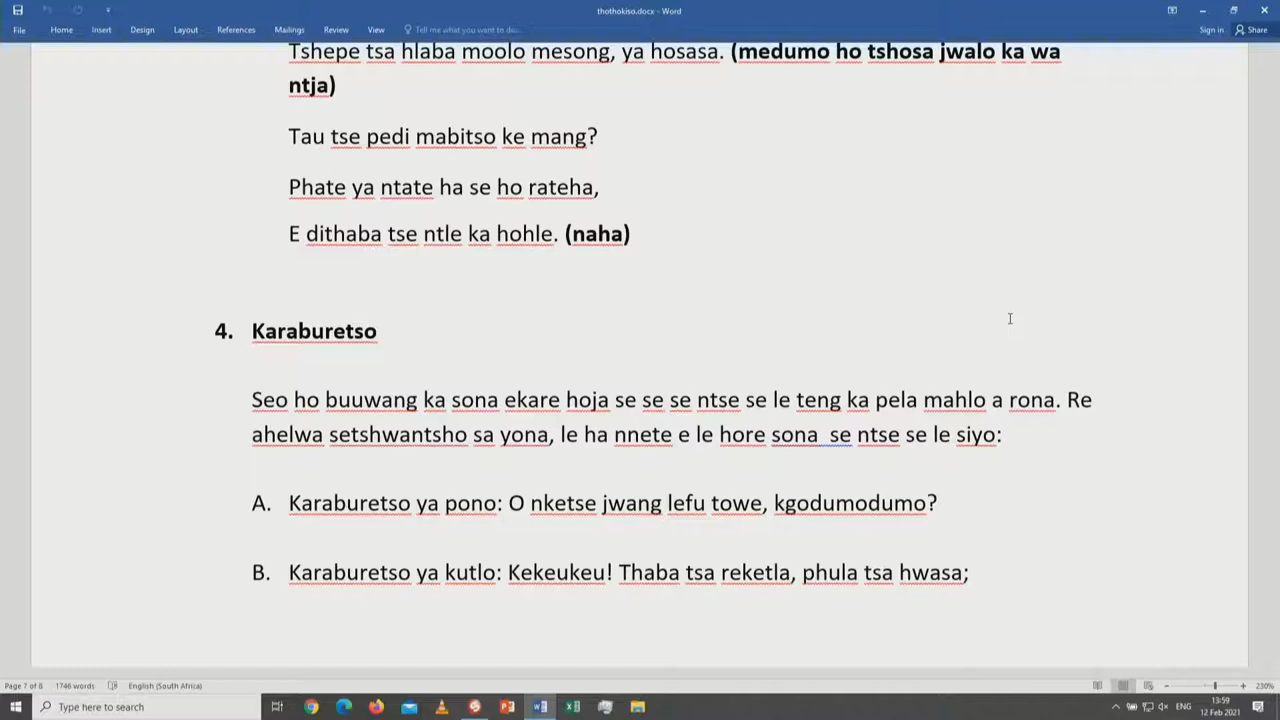 thothokiso.docx - Word
File Home Insert Design Layout References Mailings Review View Tell me what you want to do... Sign in Share
Tshepe tsa hlaba moolo mesong, ya hosasa. (medumo ho tshosa jwalo ka wa
ntja)
Tau tse pedi mabitso ke mang?
Phate ya ntate ha se ho rateha,
E dithaba tse ntle ka hohle. (naha)
4. Karaburetso
Seo ho buuwang ka sona ekare hoja se se se ntse se le teng ka pela mahlo a rona. Re
ahelwa setshwantsho sa yona, le ha nnete e le hore sona se ntse se le siyo:
A. Karaburetso ya pono: O nketse jwang lefu towe, kgodumodumo?
B. Karaburetso ya kutlo: Kekeukeu! Thaba tsa reketla, phula tsa hwasa;
Page 7 of 8 1746 words English (South Africa) 230%
Type here to search ENG 13:59
12 Feb 2021